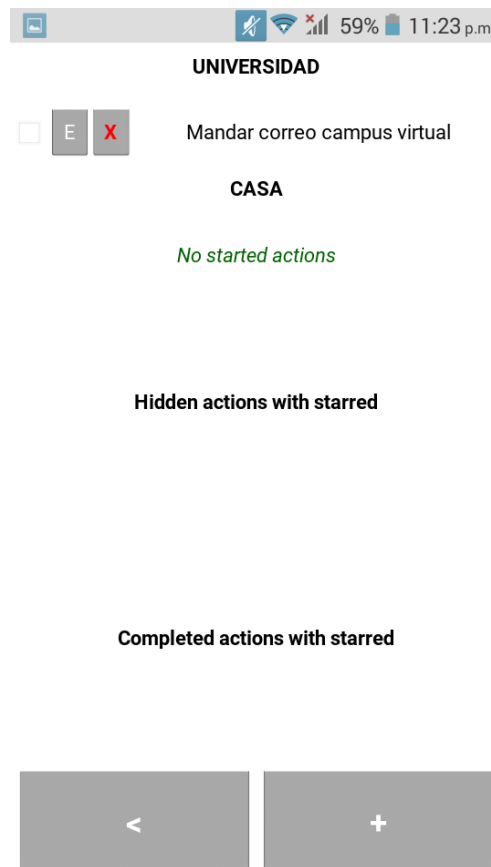 59% 11:23 p.m
UNIVERSIDAD
E X Mandar correo campus virtual
CASA
No started actions
Hidden actions with starred
Completed actions with starred
< +